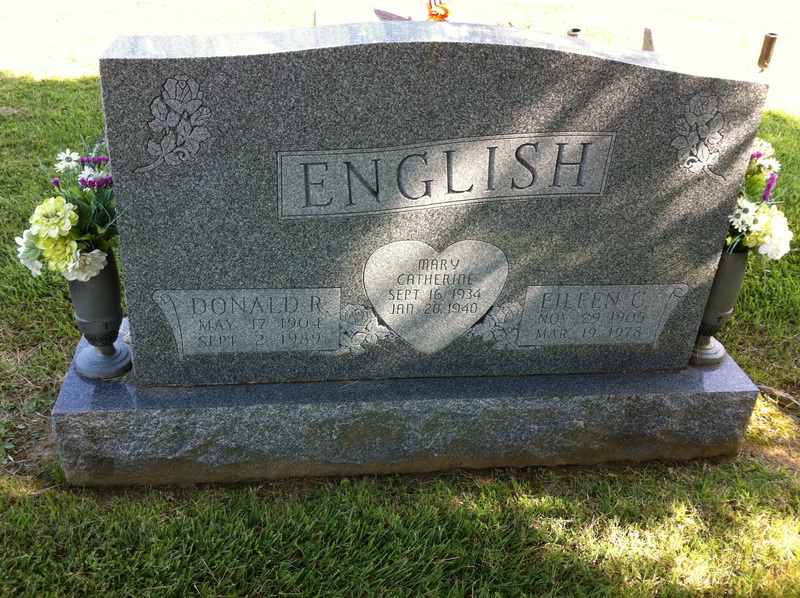 ENGLISH
MARY
CATHERINE
SEPT. 16, 1934
JAN. 20, 1940
DONALD R.
MAY 17, 1904
SEPT. 2, 1989
EILEEN C.
NOV. 29, 1905
MAR. 19, 1978